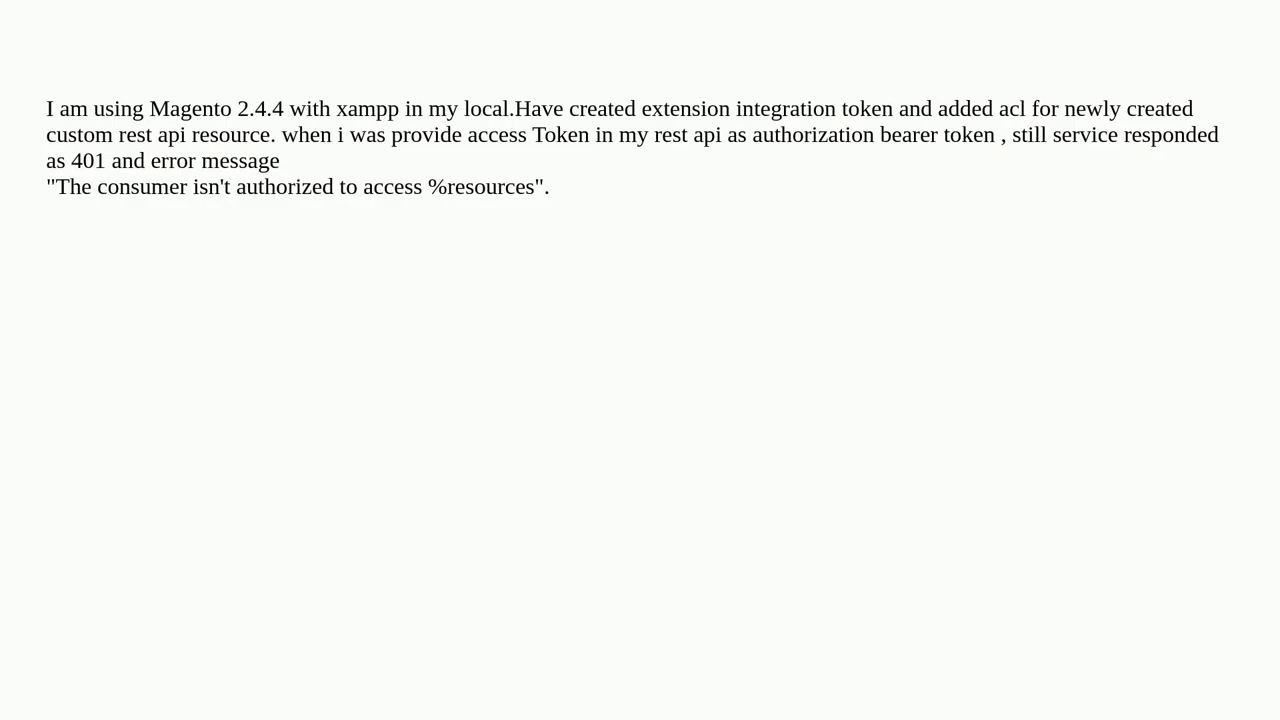 I am using Magento 2.4.4 with xampp in my local.Have created extension integration token and added acl for newly created
custom rest api resource. when i was provide access Token in my rest api as authorization bearer token , still service responded
as 401 and error message
"The consumer isn't authorized to access %resources".